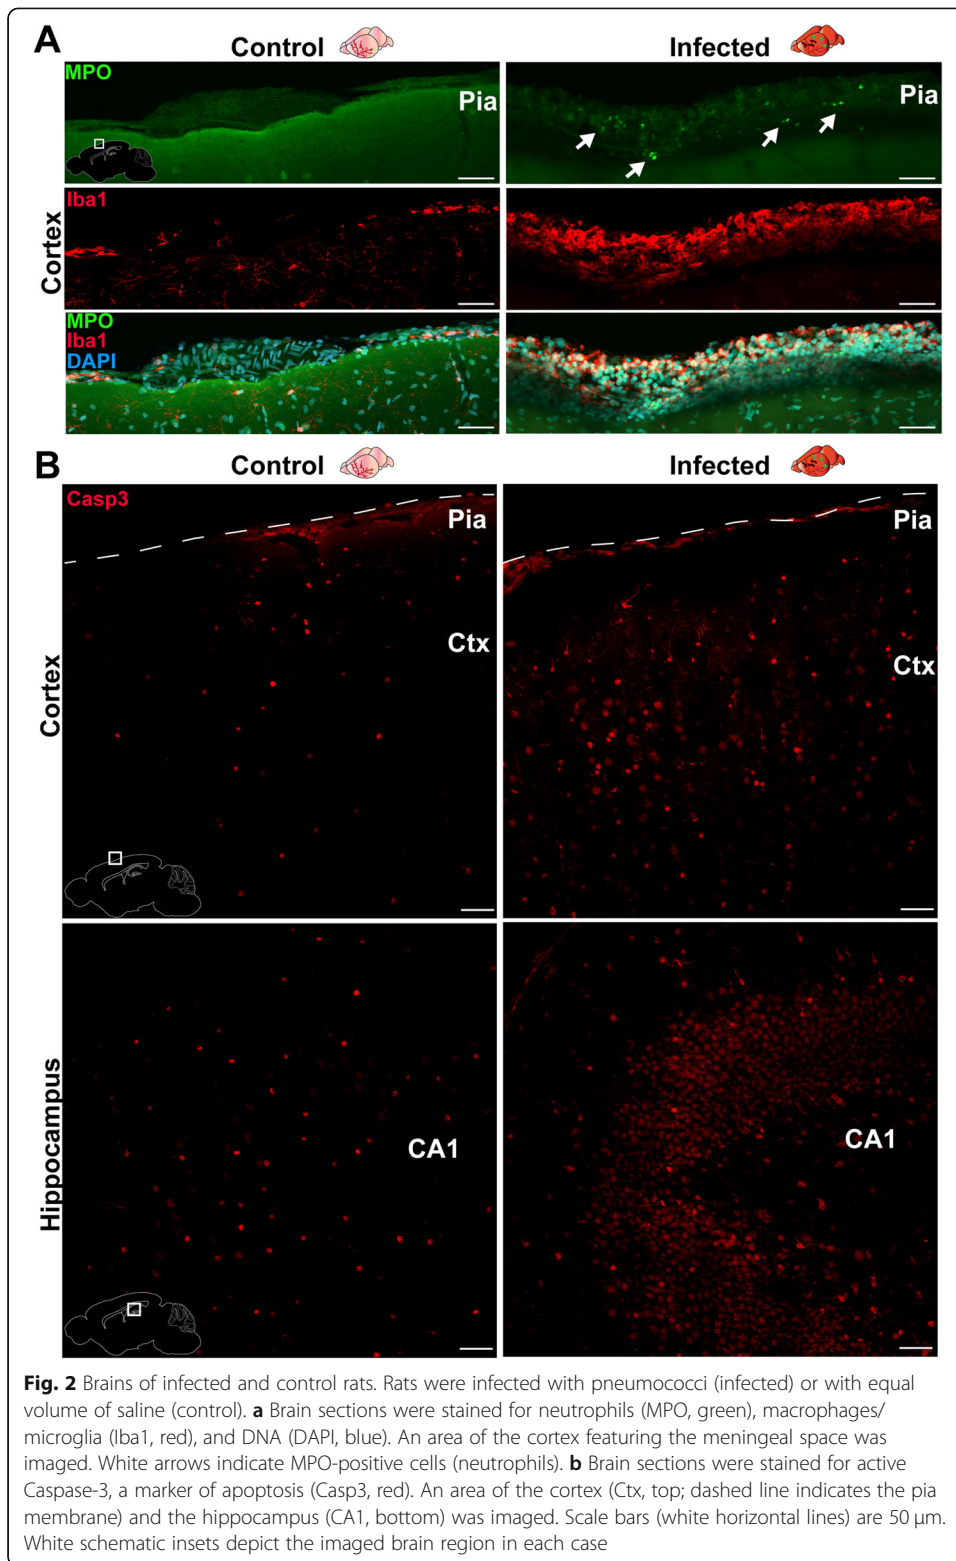 A
Control
Infected
MPO
Pia
Pia
Cortex
Iba1
MPO
Iba1
DAPI
B
Control
Infected
Casp3
Pia
Pia
Cortex
Ctx
Ctx
Hippocampus
CA1
CA1
Fig. 2 Brains of infected and control rats. Rats were infected with pneumococci (infected) or with equal
volume of saline (control). a Brain sections were stained for neutrophils (MPO, green), macrophages/
microglia (Iba1, red), and DNA (DAPI, blue). An area of the cortex featuring the meningeal space was
imaged. White arrows indicate MPO-positive cells (neutrophils). b Brain sections were stained for active
Caspase-3, a marker of apoptosis (Casp3, red). An area of the cortex (Ctx, top; dashed line indicates the pia
membrane) and the hippocampus (CA1, bottom) was imaged. Scale bars (white horizontal lines) are 50 μm.
White schematic insets depict the imaged brain region in each case